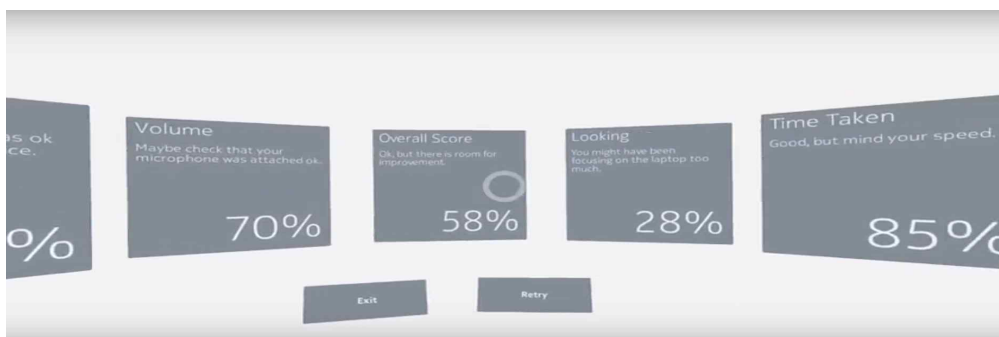 as ok
ce.
%
Volume
Maybe check that your
microphone was attached ok.
70%
Overall Score
Ok, but there is room for
improvement.
58%
Looking
You might have been
focusing on the laptop too
much.
28%
Time Taken
Good, but mind your speed.
85%
Exit
Retry